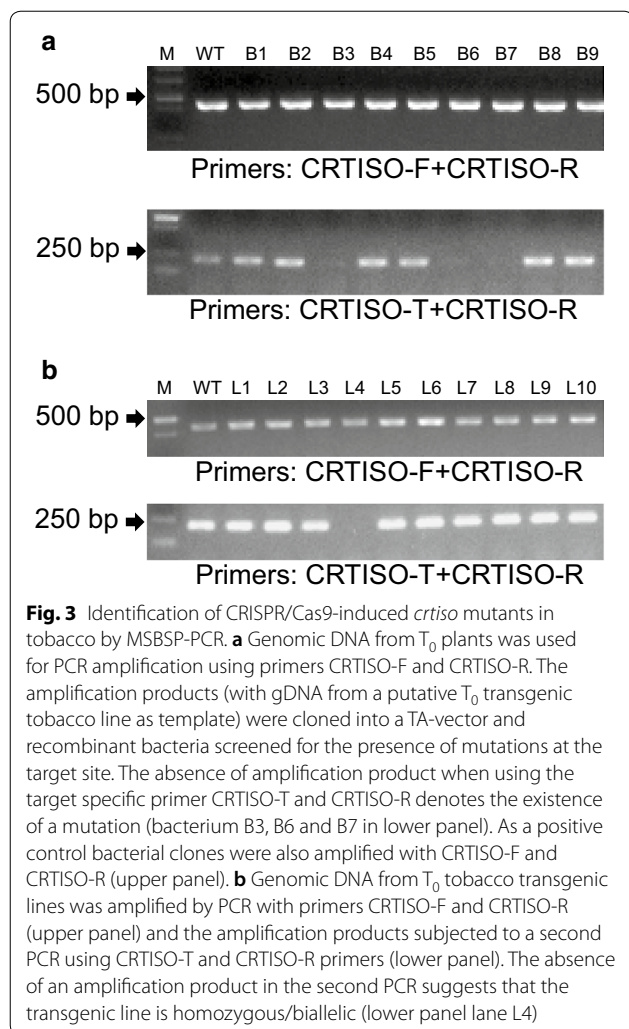 a
M WT B1 B2 B3 B4 B5 B6 B7 B8 B9
500 bp
Primers: CRTISO-F+CRTISO-R
250 bp
Primers: CRTISO-T+CRTISO-R
b
M WT L1 L2 L3 L4 L5 L6 L7 L8 L9 L10
500 bp
Primers: CRTISO-F+CRTISO-R
250 bp
Primers: CRTISO-T+CRTISO-R
Fig. 3 Identification of CRISPR/Cas9-induced crtiso mutants in
tobacco by MSBSP-PCR. a Genomic DNA from T0 plants was used
for PCR amplification using primers CRTISO-F and CRTISO-R. The
amplification products (with gDNA from a putative T0 transgenic
tobacco line as template) were cloned into a TA-vector and
recombinant bacteria screened for the presence of mutations at the
target site. The absence of amplification product when using the
target specific primer CRTISO-T and CRTISO-R denotes the existence
of a mutation (bacterium B3, B6 and B7 in lower panel). As a positive
control bacterial clones were also amplified with CRTISO-F and
CRTISO-R (upper panel). b Genomic DNA from T0 tobacco transgenic
lines was amplified by PCR with primers CRTISO-F and CRTISO-R
(upper panel) and the amplification products subjected to a second
PCR using CRTISO-T and CRTISO-R primers (lower panel). The absence
of an amplification product in the second PCR suggests that the
transgenic line is homozygous/biallelic (lower panel lane L4)